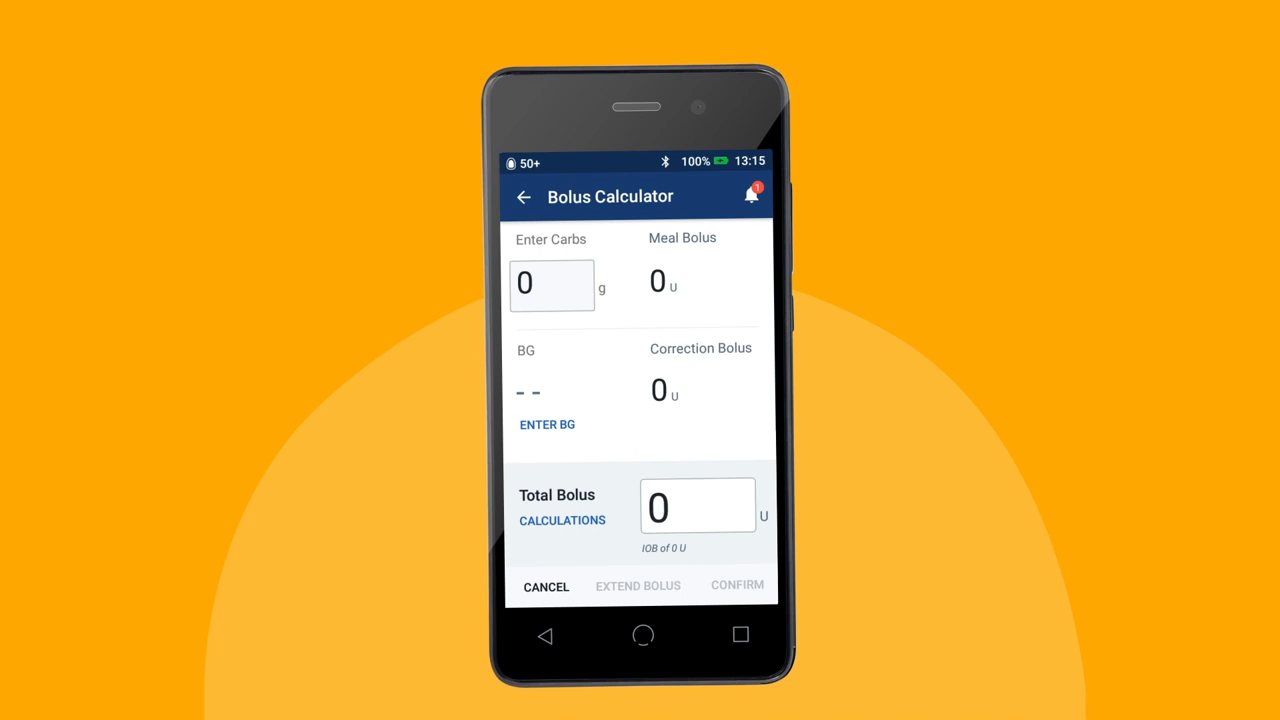 50+ 100% 13:15
Bolus Calculator 1
Enter Carbs Meal Bolus
0 g 0 U
BG Correction Bolus
- - 0 U
ENTER BG
Total Bolus 0 U
CALCULATIONS
IOB of 0 U
CANCEL EXTEND BOLUS CONFIRM